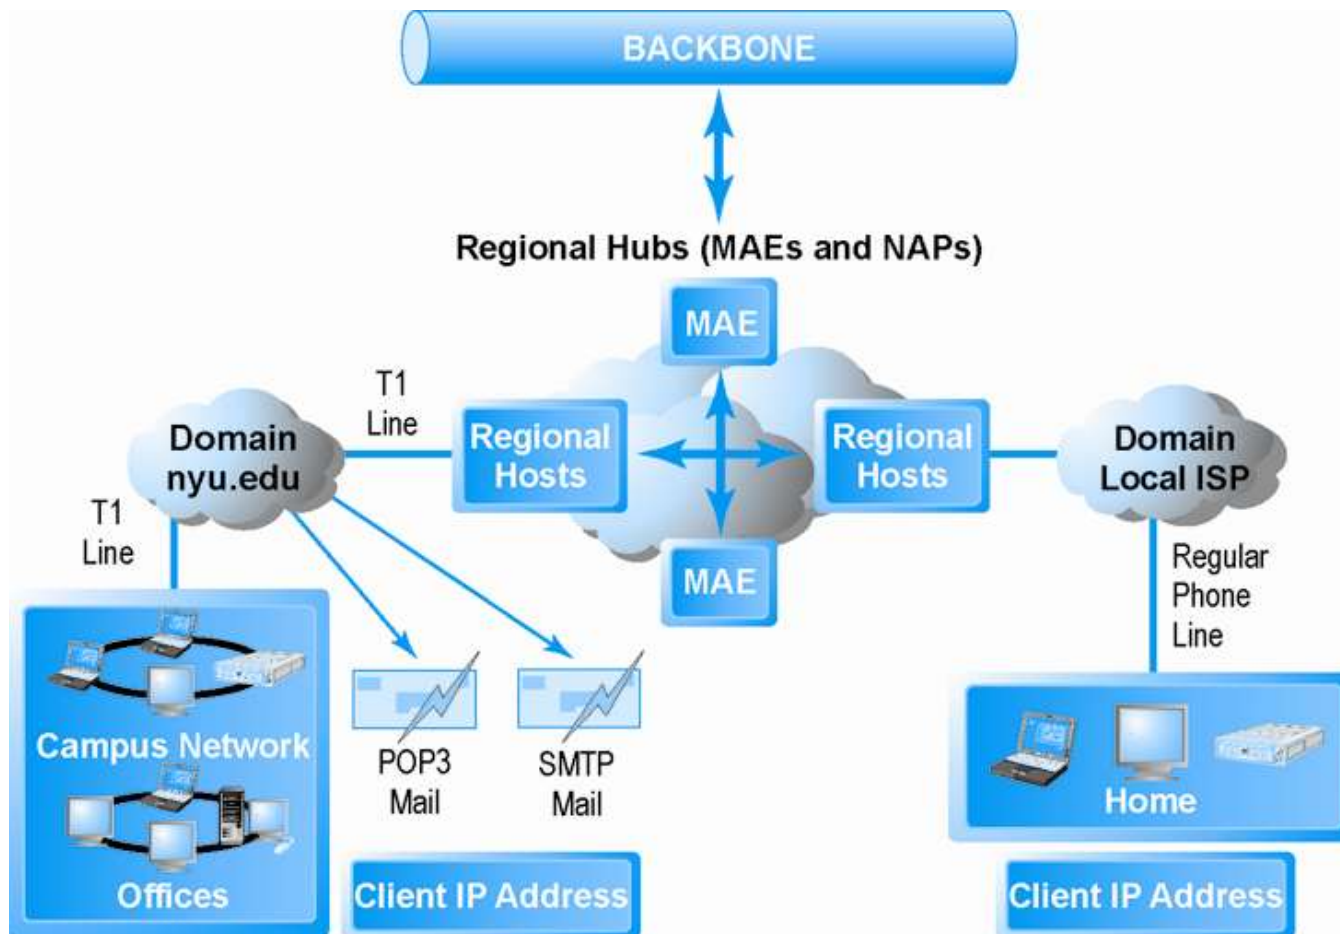 BACKBONE
Regional Hubs (MAEs and NAPs)
MAE
T1
Line
Regional
Hosts
Regional
Hosts
Domain
nyu.edu
Domain
Local ISP
T1
Line
MAE
Regular
Phone
Line
Campus Network
POP3
Mail
SMTP
Mail
Home
Offices
Client IP Address
Client IP Address